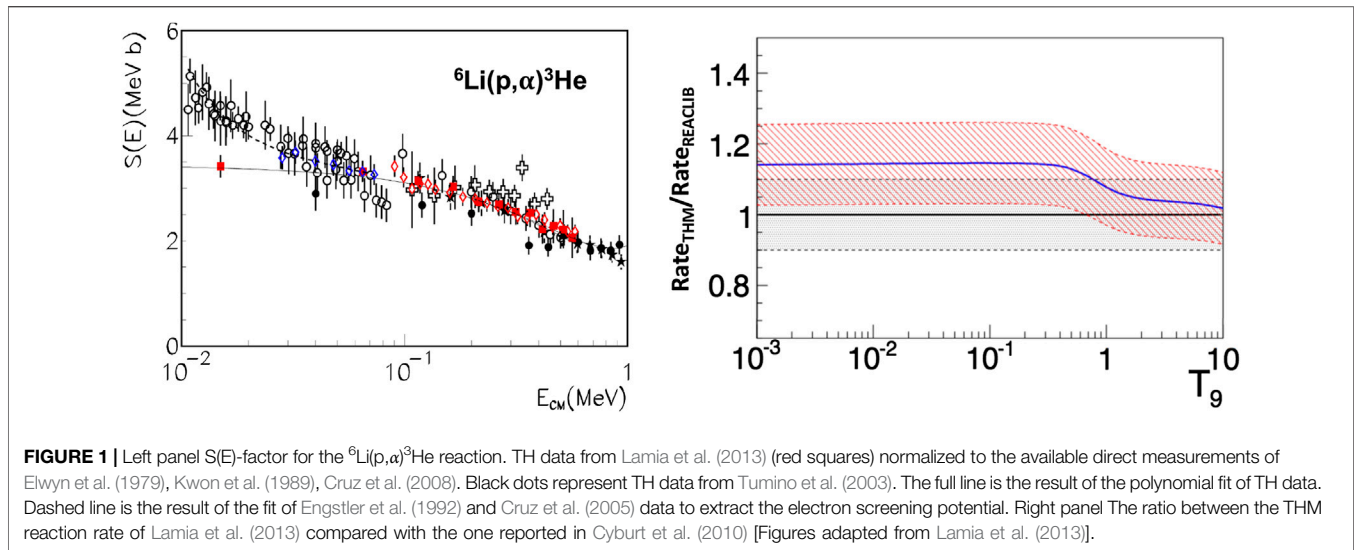 6
4
2
0
S(E)(MeV b)
⁶Li(p,α)³He
10⁻²
10⁻¹
1
E_CM(MeV)
1.4
1.2
1
0.8
Rate_THM/Rate_REACLIB
10⁻³
10⁻²
10⁻¹
1
10
T₉
FIGURE 1 | Left panel S(E)-factor for the ⁶Li(p,α)³He reaction. TH data from Lamia et al. (2013) (red squares) normalized to the available direct measurements of
Elwyn et al. (1979), Kwon et al. (1989), Cruz et al. (2008). Black dots represent TH data from Tumino et al. (2003). The full line is the result of the polynomial fit of TH data.
Dashed line is the result of the fit of Engstler et al. (1992) and Cruz et al. (2005) data to extract the electron screening potential. Right panel The ratio between the THM
reaction rate of Lamia et al. (2013) compared with the one reported in Cyburt et al. (2010) [Figures adapted from Lamia et al. (2013)].